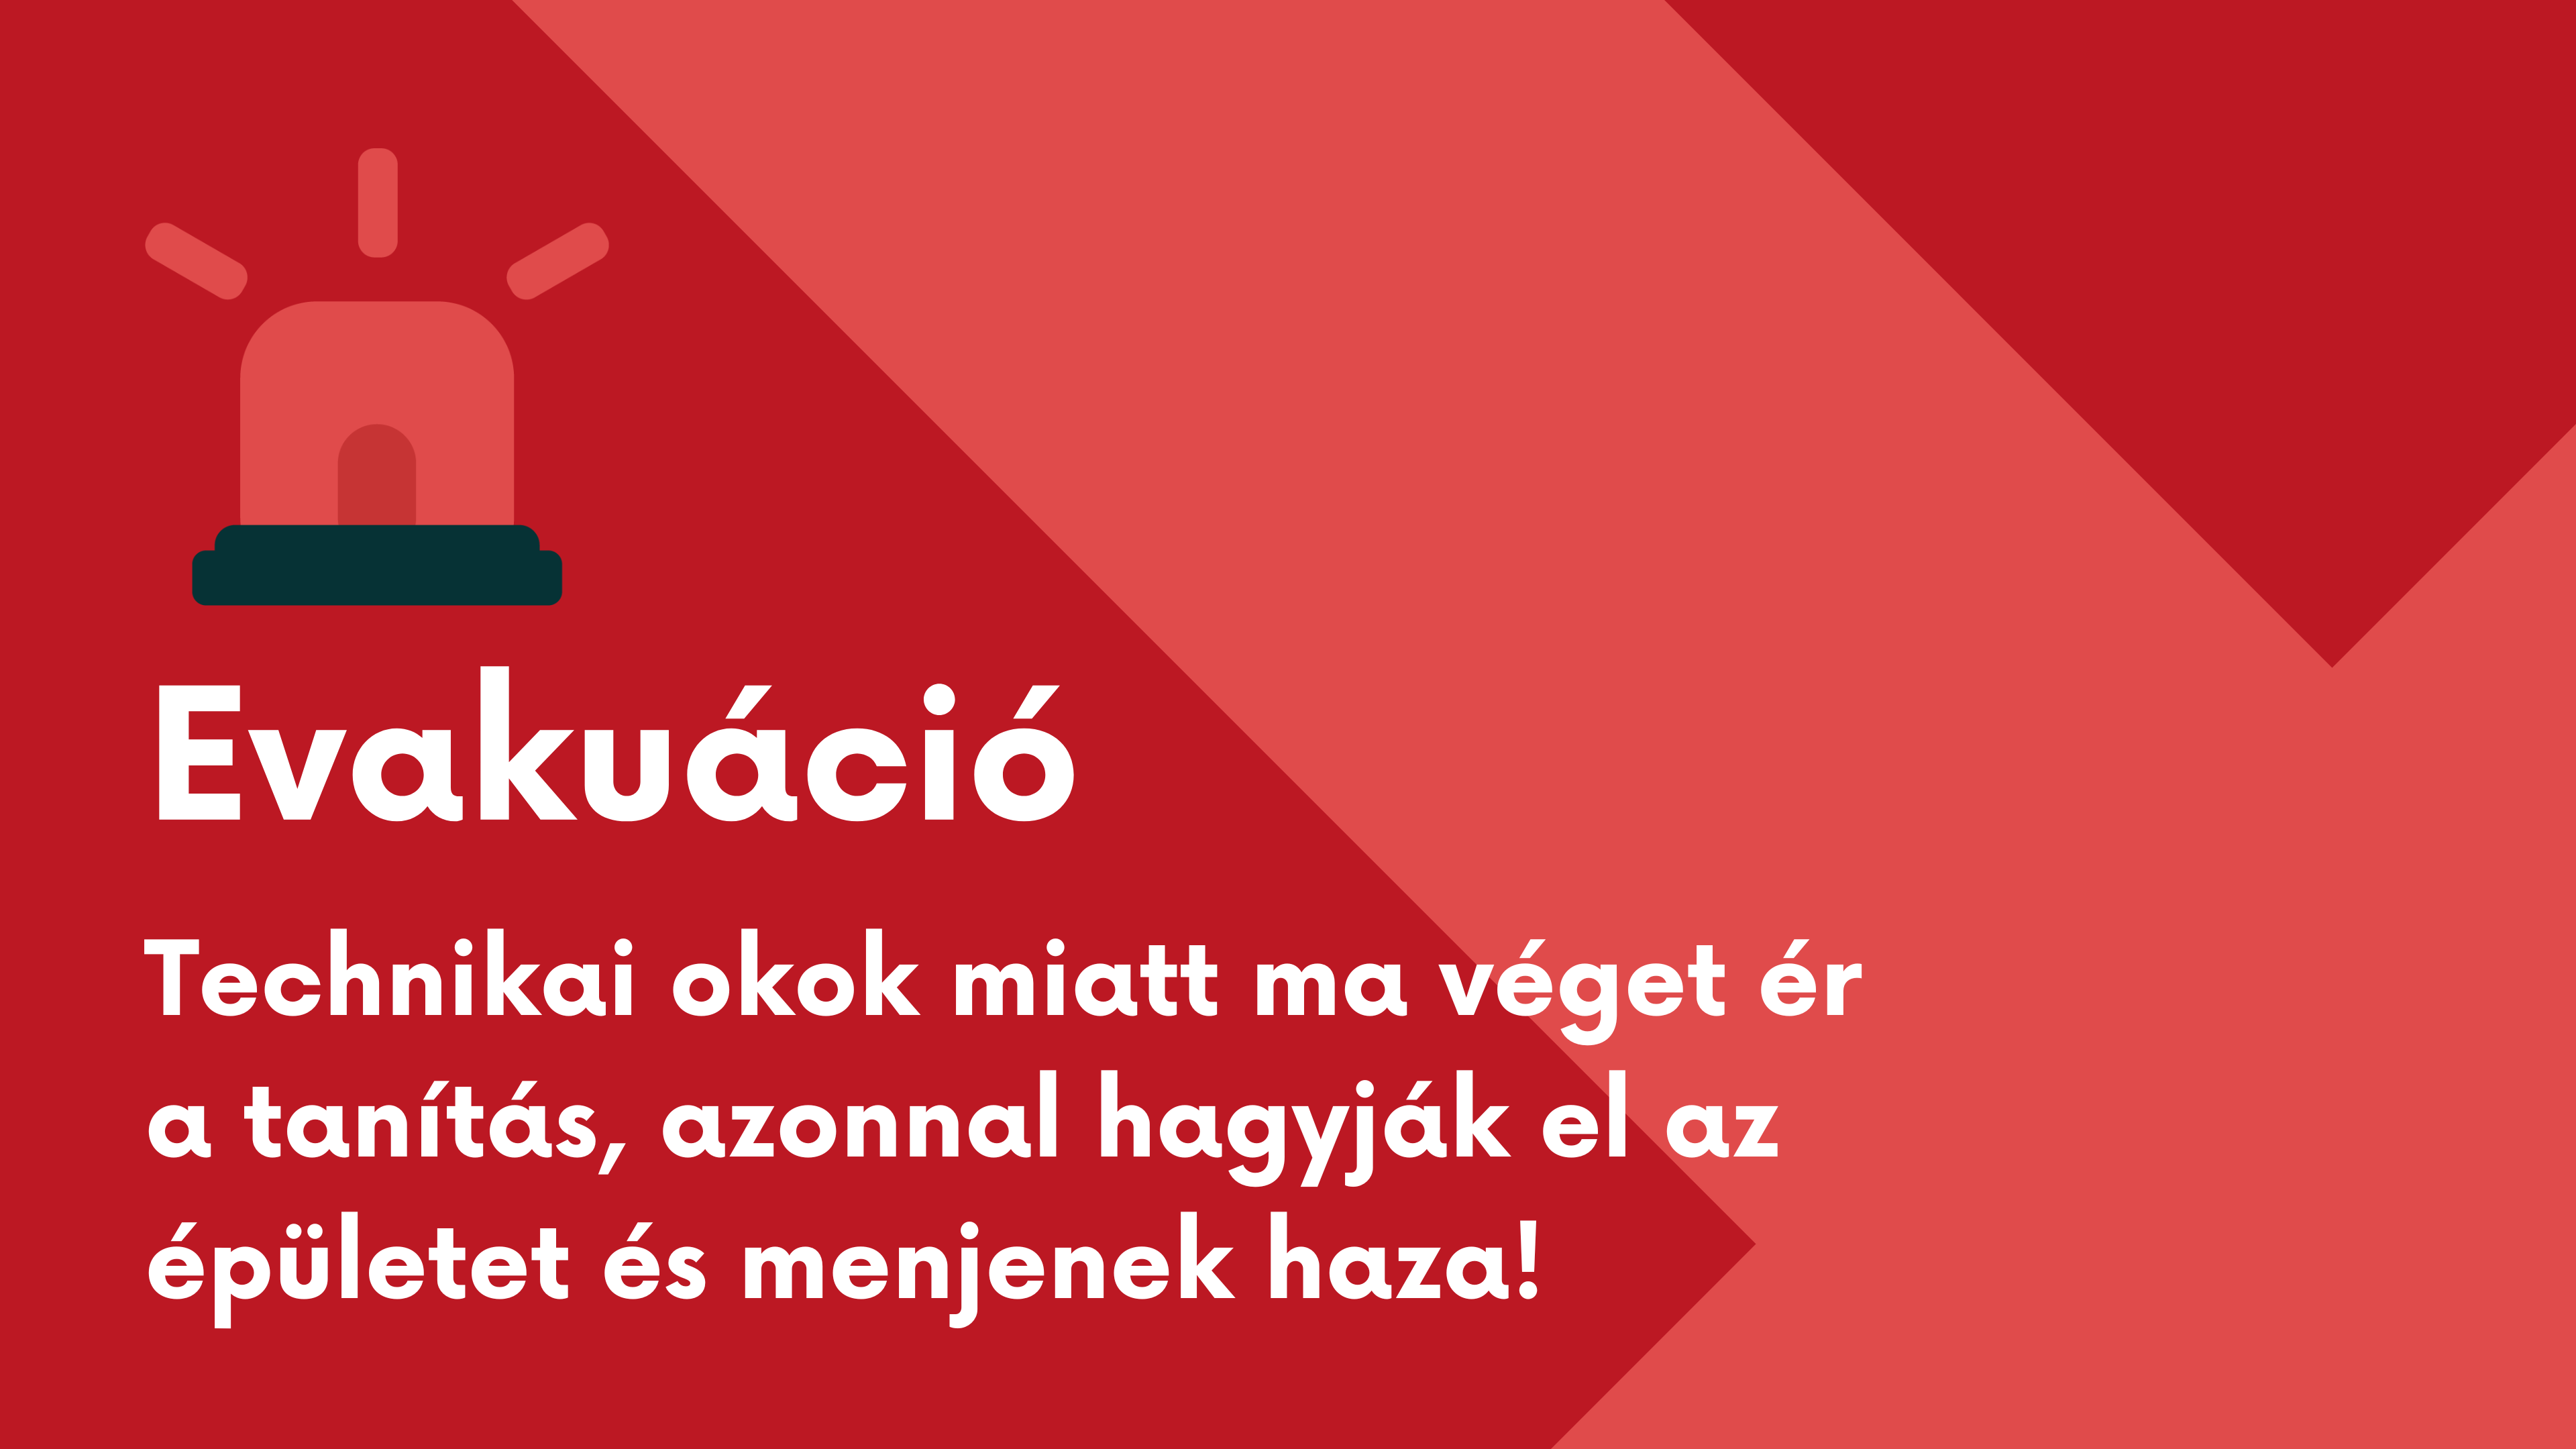 Evakuáció
Technikai okok miatt ma véget ér
a tanítás, azonnal hagyják el az
épületet és menjenek haza!